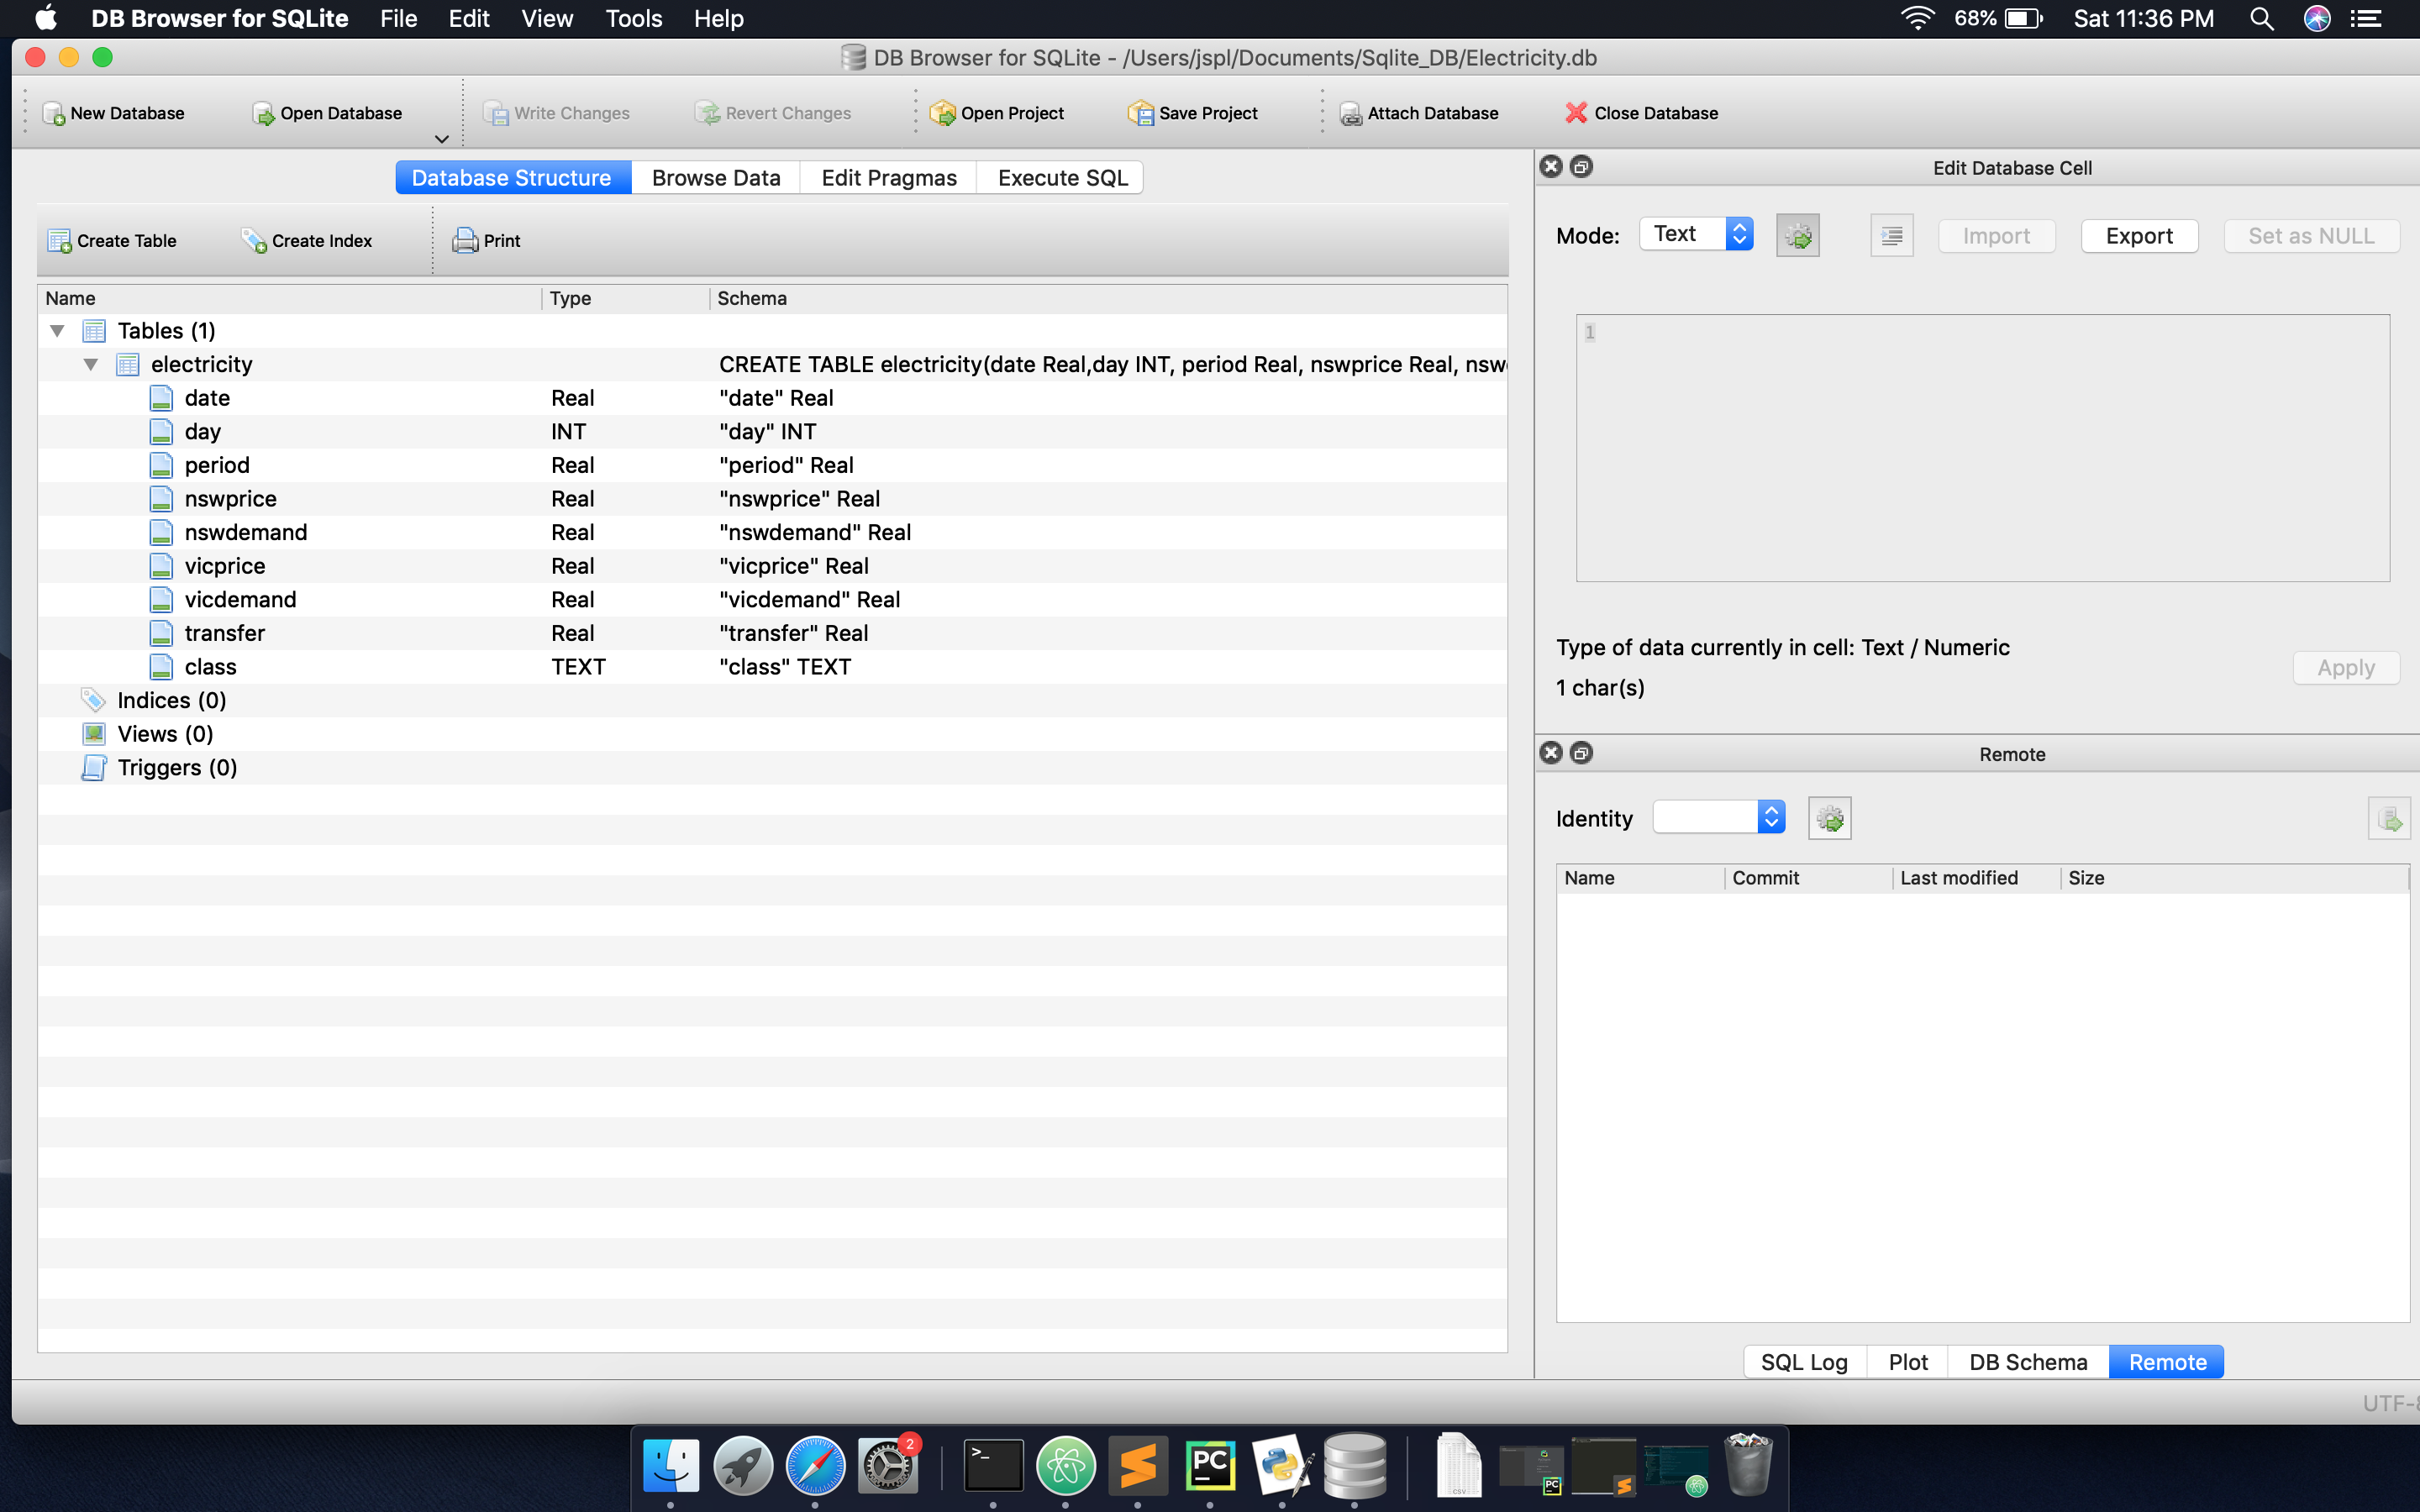 DB Browser for SQLite File Edit View Tools Help 68% Sat 11:36 PM
DB Browser for SQLite - /Users/jspl/Documents/Sqlite_DB/Electricity.db
New Database Open Database Write Changes Revert Changes Open Project Save Project Attach Database Close Database
Database Structure Browse Data Edit Pragmas Execute SQL
Create Table Create Index Print
Name Type Schema
Tables (1)
electricity CREATE TABLE electricity(date Real,day INT, period Real, nswprice Real, nsw
date Real "date" Real
day INT "day" INT
period Real "period" Real
nswprice Real "nswprice" Real
nswdemand Real "nswdemand" Real
vicprice Real "vicprice" Real
vicdemand Real "vicdemand" Real
transfer Real "transfer" Real
class TEXT "class" TEXT
Indices (0)
Views (0)
Triggers (0)
Edit Database Cell
Mode: Text Import Export Set as NULL
1
Type of data currently in cell: Text / Numeric
1 char(s)
Apply
Remote
Identity
Name Commit Last modified Size
SQL Log Plot DB Schema Remote
UTF-8
2
>_
PC
CSV
PC